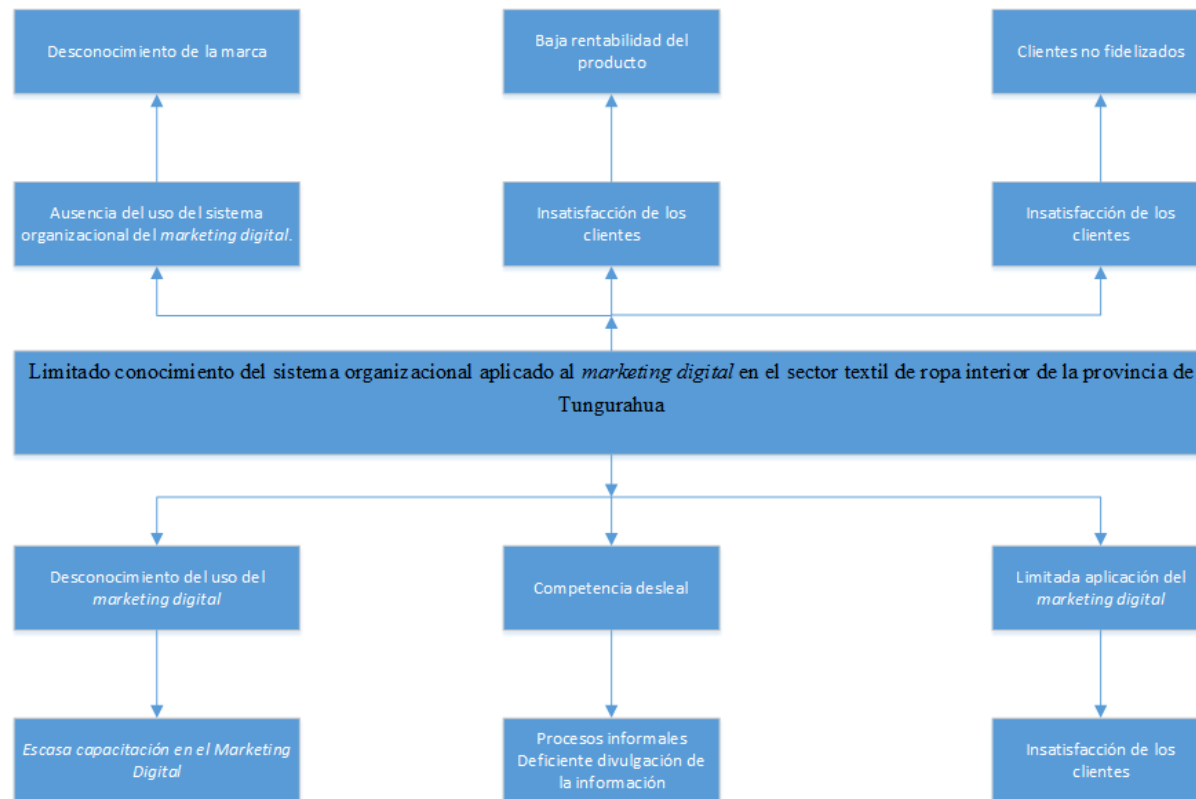 Desconocimiento de la marca
Baja rentabilidad del
producto
Clientes no fidelizados
Ausencia del uso del sistema
organizacional del marketing digital.
Insatisfacción de los
clientes
Insatisfacción de los
clientes
Limitado conocimiento del sistema organizacional aplicado al marketing digital en el sector textil de ropa interior de la provincia de
Tungurahua
Desconocimiento del uso del
marketing digital
Competencia desleal
Limitada aplicación del
marketing digital
Escasa capacitación en el Marketing
Digital
Procesos informales
Deficiente divulgación de
la información
Insatisfacción de los
clientes